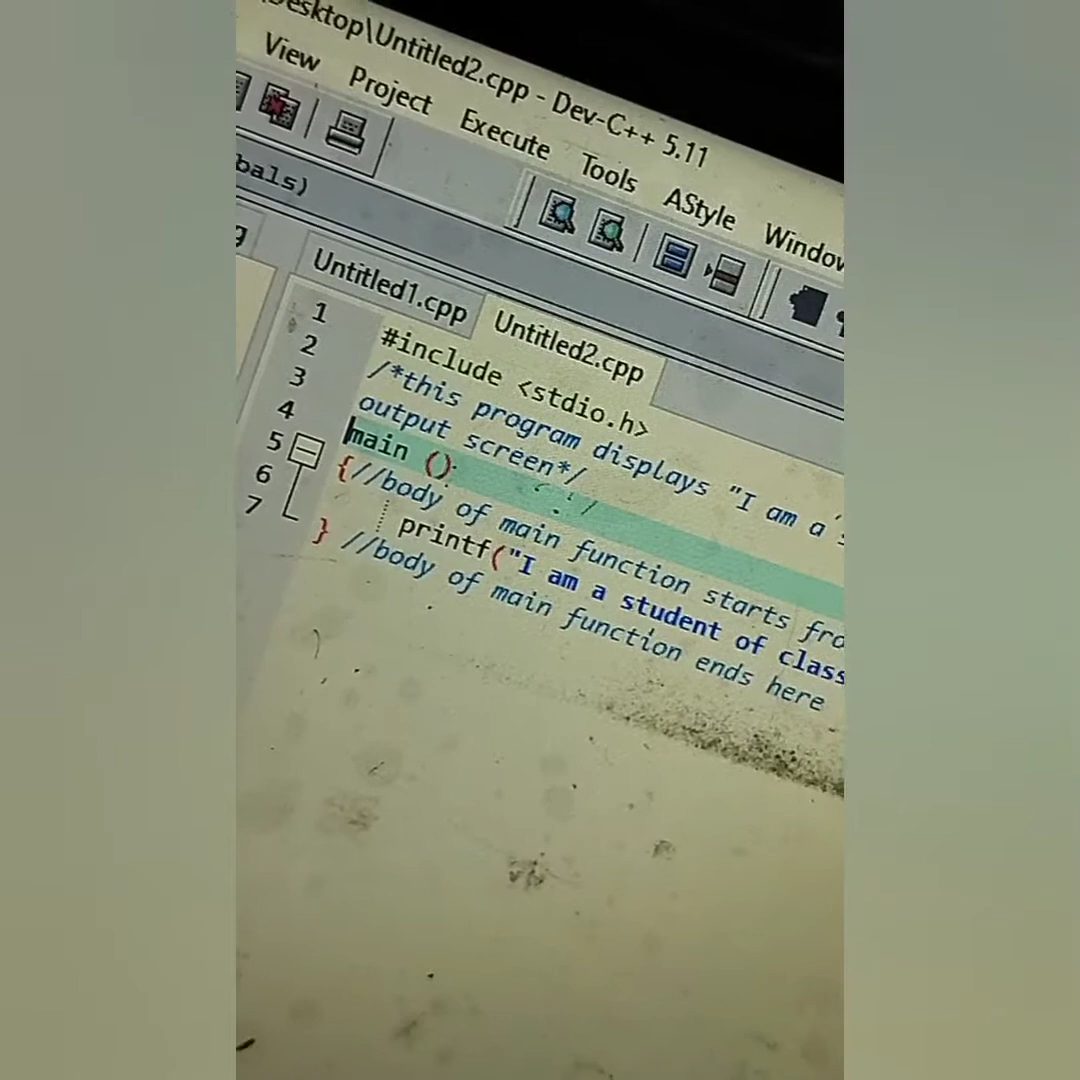 Desktop\Untitled2.cpp - Dev-C++ 5.11
View Project Execute Tools AStyle Window
bals)
Untitled1.cpp Untitled2.cpp
1 #include <stdio.h>
2 /*this program displays "I am a
3 output screen*/
4 main ()
5 {//body of main function starts fro
6 printf("I am a student of class
7 } //body of main function ends here